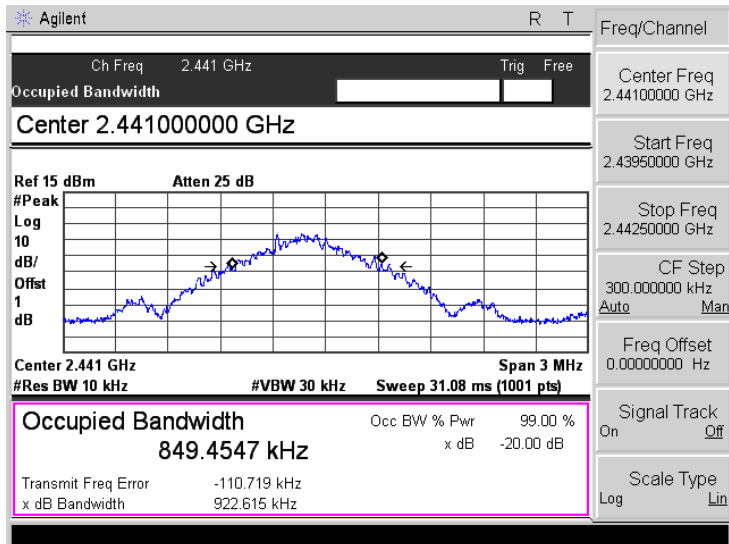 Agilent R T
Ch Freq 2.441 GHz Trig Free
Occupied Bandwidth
Center 2.441000000 GHz
Ref 15 dBm Atten 25 dB
#Peak
Log
10
dB/
Offst
1
dB
Center 2.441 GHz Span 3 MHz
#Res BW 10 kHz #VBW 30 kHz Sweep 31.08 ms (1001 pts)
Occupied Bandwidth Occ BW % Pwr 99.00 %
849.4547 kHz x dB -20.00 dB
Transmit Freq Error -110.719 kHz
x dB Bandwidth 922.615 kHz
Freq/Channel
Center Freq
2.44100000 GHz
Start Freq
2.43950000 GHz
Stop Freq
2.44250000 GHz
CF Step
300.000000 kHz
Auto Man
Freq Offset
0.00000000 Hz
Signal Track
On Off
Scale Type
Log Lin